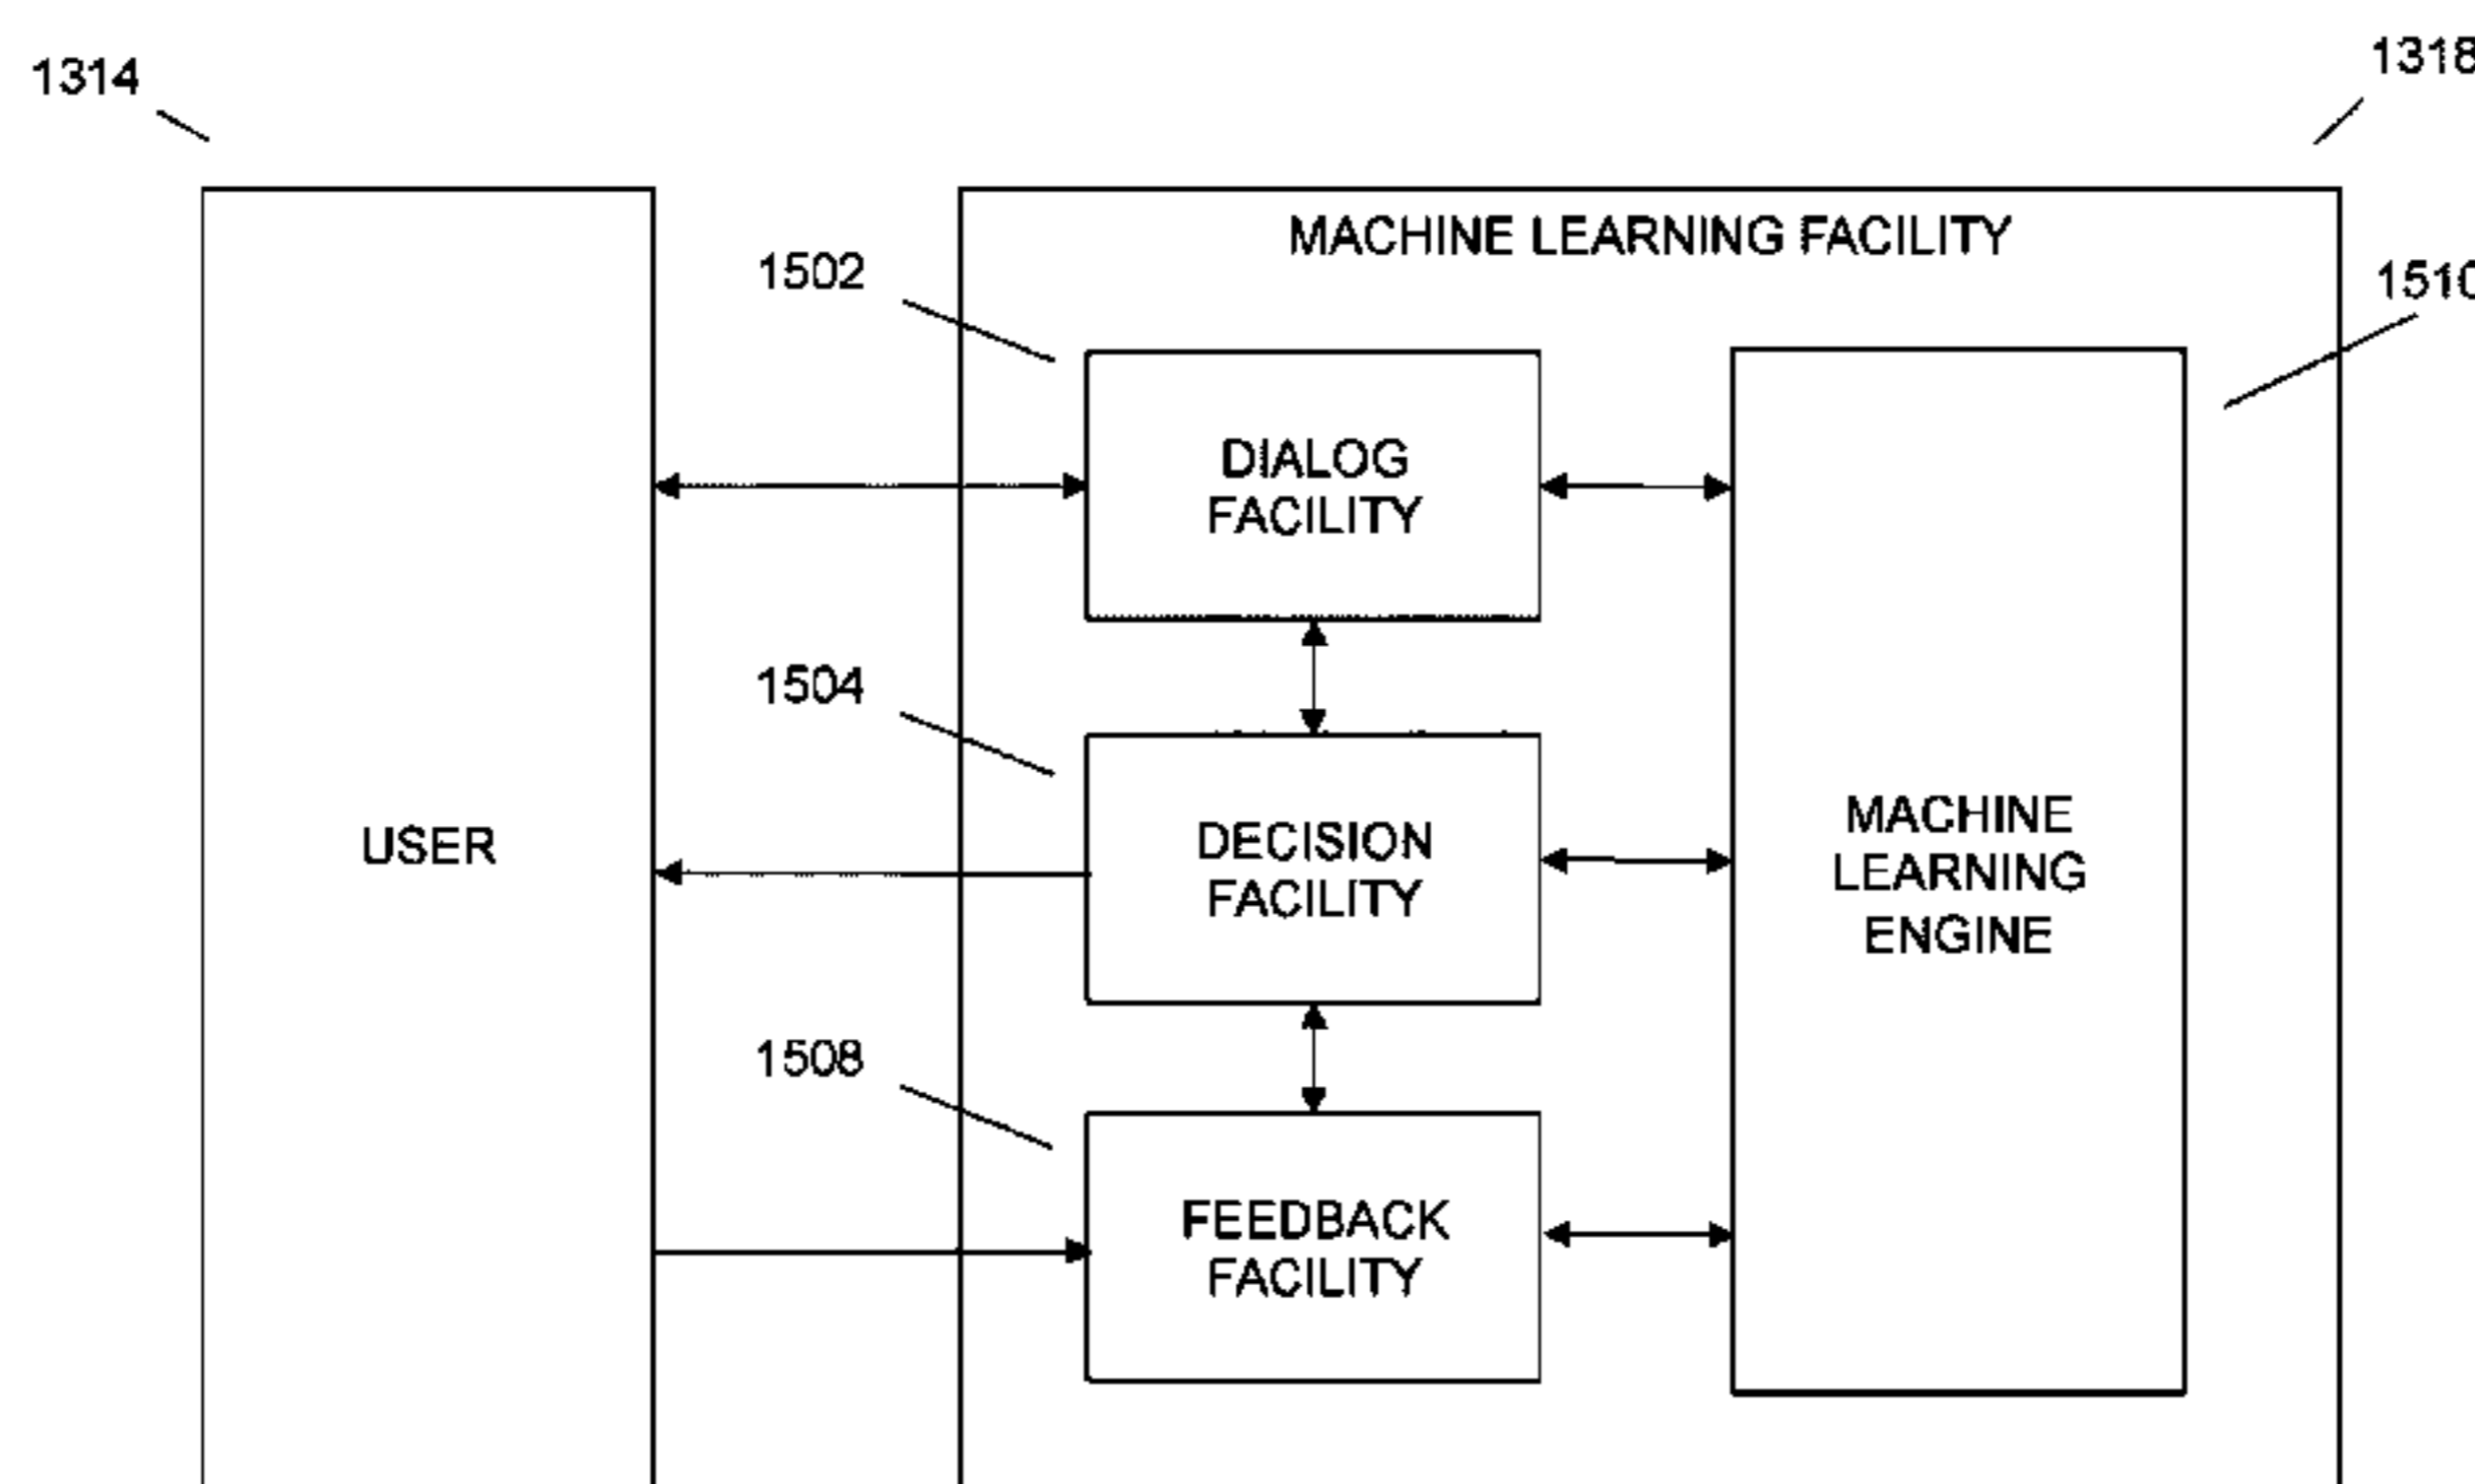 1314
1318
MACHINE LEARNING FACILITY
1502
1510
DIALOG
FACILITY
1504
USER
DECISION
FACILITY
MACHINE
LEARNING
ENGINE
1508
FEEDBACK
FACILITY